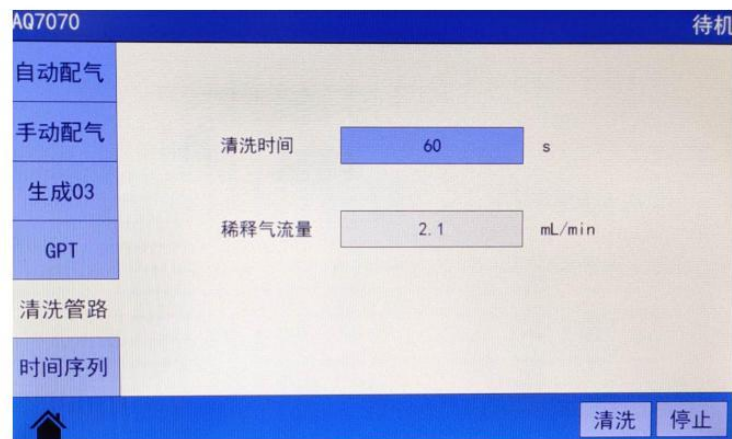 AQ7070 待机
自动配气
手动配气
清洗时间 60 s
生成03
稀释气流量 2.1 mL/min
GPT
清洗管路
时间序列
清洗 停止